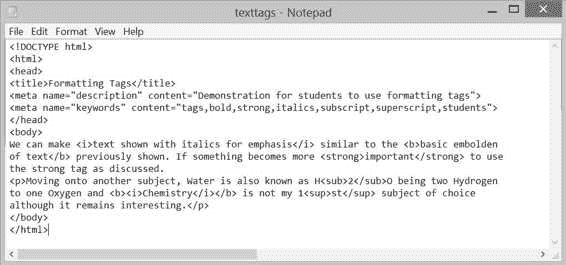 texttags - Notepad
File Edit Format View Help
<!DOCTYPE html>
<html>
<head>
<title>Formatting Tags</title>
<meta name="description" content="Demonstration for students to use formatting tags">
<meta name="keywords" content="tags,bold,strong,italics,subscript,superscript,students">
</head>
<body>
We can make <i>text shown with italics for emphasis</i> similar to the <b>basic embolden
of text</b> previously shown. If something becomes more <strong>important</strong> to use
the strong tag as discussed.
<p>Moving onto another subject, Water is also known as H<sub>2</sub>O being two Hydrogen
to one Oxygen and <b><i>Chemistry</i></b> is not my 1<sup>st</sup> subject of choice
although it remains interesting.</p>
</body>
</html>